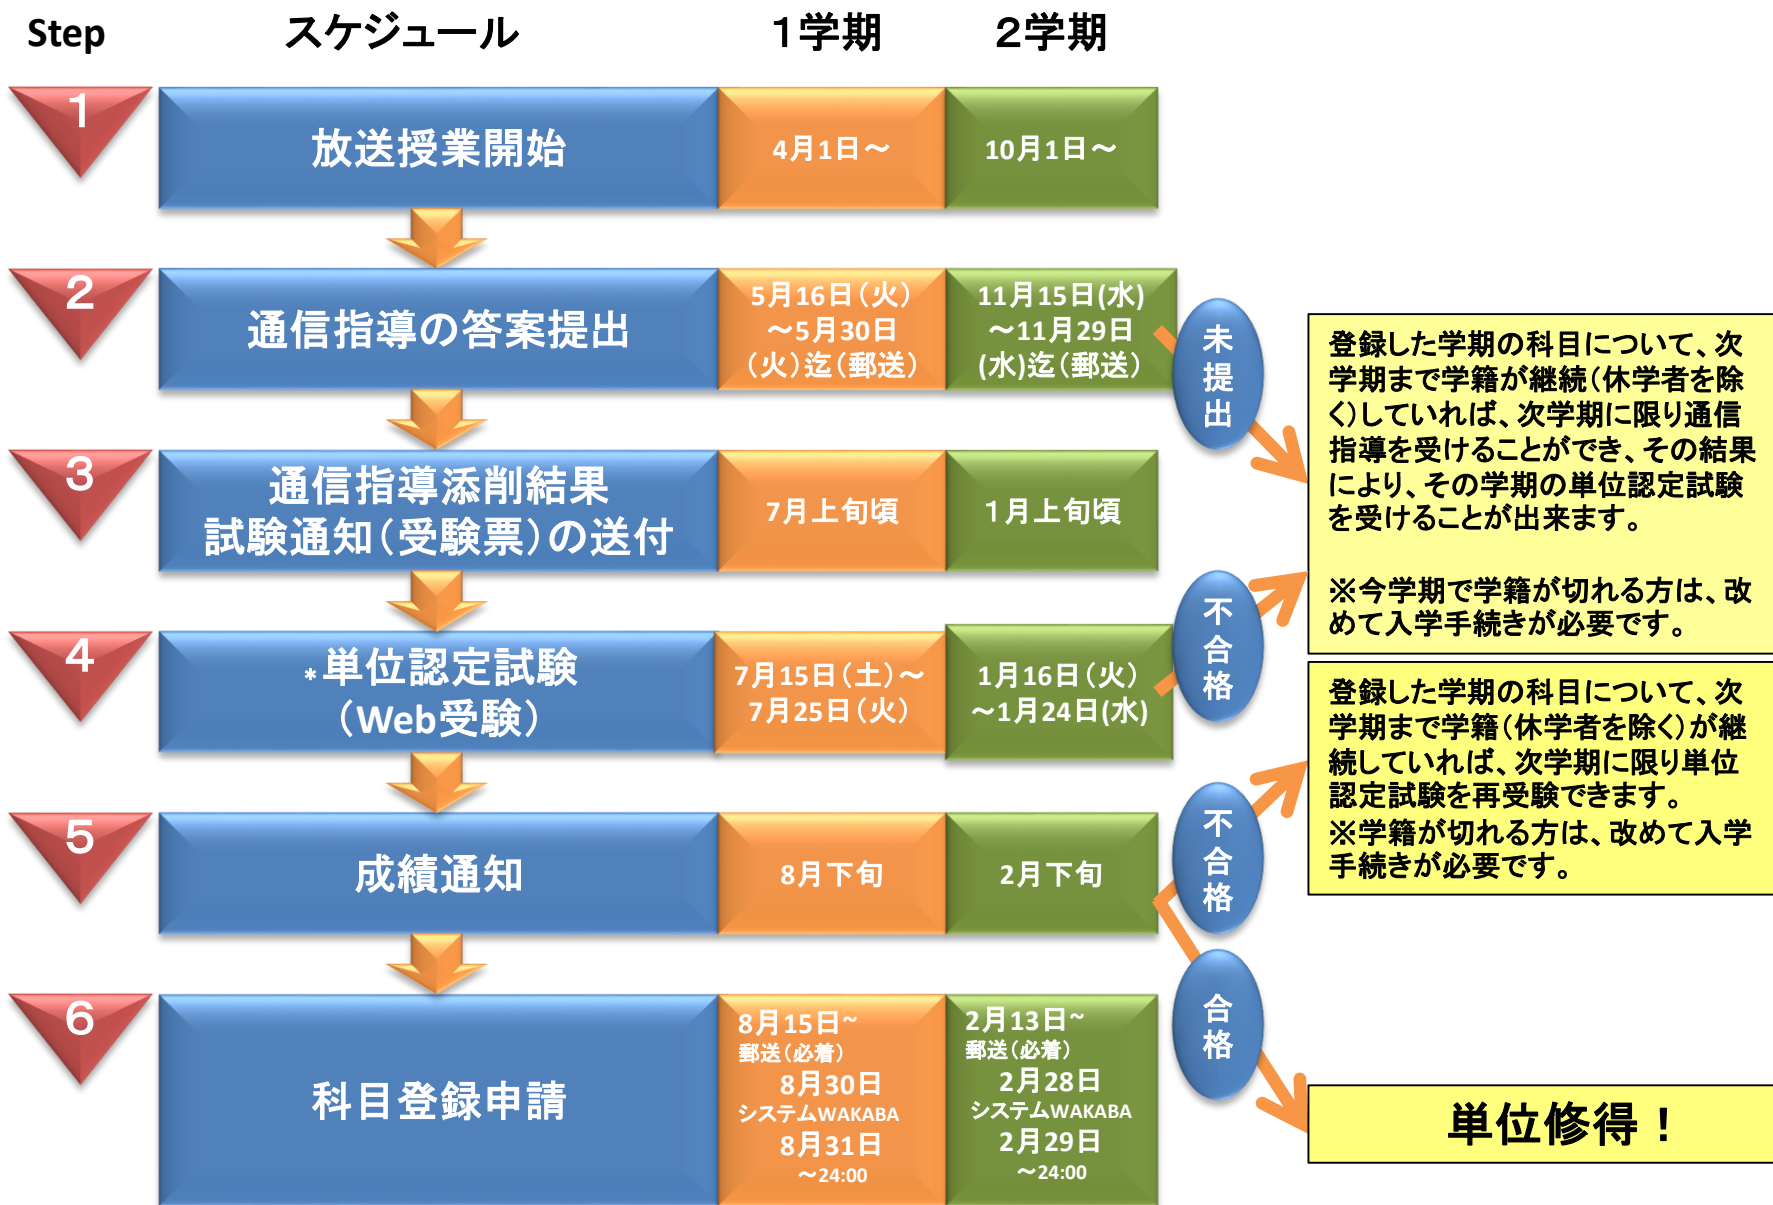 Step スケジュール 1学期 2学期
1
放送授業開始
4月1日～
10月1日～
2
通信指導の答案提出
5月16日（火）
～5月30日
（火）迄（郵送）
11月15日(水)
～11月29日
(水)迄（郵送）
未
提
出
3
通信指導添削結果
試験通知（受験票）の送付
7月上旬頃
1月上旬頃
登録した学期の科目について、次
学期まで学籍が継続（休学者を除
く）していれば、次学期に限り通信
指導を受けることができ、その結果
により、その学期の単位認定試験
を受けることが出来ます。
※今学期で学籍が切れる方は、改
めて入学手続きが必要です。
4
*単位認定試験
（Web受験）
7月15日（土）～
7月25日（火）
1月16日（火）
～1月24日(水)
不
合
格
登録した学期の科目について、次
学期まで学籍（休学者を除く）が継
続していれば、次学期に限り単位
認定試験を再受験できます。
※学籍が切れる方は、改めて入学
手続きが必要です。
5
成績通知
8月下旬
2月下旬
不
合
格
6
科目登録申請
8月15日~
郵送（必着）
8月30日
システムWAKABA
8月31日
～24:00
2月13日~
郵送（必着）
2月28日
システムWAKABA
2月29日
～24:00
合
格
単位修得！